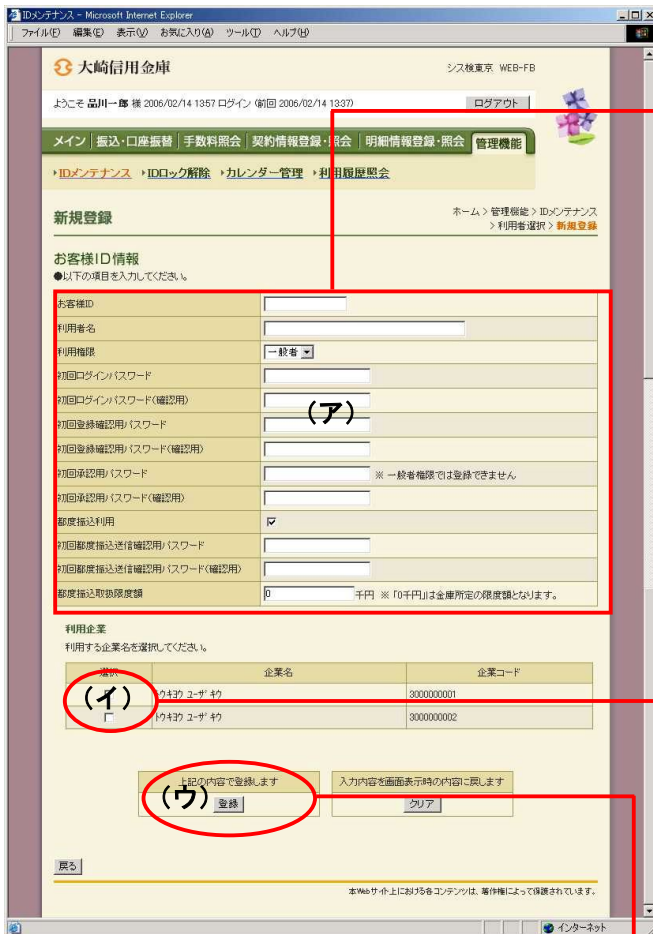 IDメンテナンス - Microsoft Internet Explorer
ファイル(F) 編集(E) 表示(V) お気に入り(A) ツール(T) ヘルプ(H)
大崎信用金庫
シス検東京 WEB-FB
ようこそ 品川一郎 様 2006/02/14 1357 ログイン (前回 2006/02/14 1337)
ログアウト
メイン 振込・口座振替 手数料照会 契約情報登録・照会 明細情報登録・照会 管理機能
IDメンテナンス IDロック解除 カレンダー管理 利用履歴照会
新規登録
ホーム > 管理機能 > IDメンテナンス
> 利用者選択 > 新規登録
お客様ID情報
●以下の項目を入力してください。
お客様ID
利用者名
利用権限 一般者
初回ログインパスワード
初回ログインパスワード(確認用)
(ア)
初回登録確認用パスワード
初回登録確認用パスワード(確認用)
初回承認用パスワード ※ 一般者権限では登録できません
初回承認用パスワード(確認用)
都度振込利用
初回都度振込送信確認用パスワード
初回都度振込送信確認用パスワード(確認用)
都度振込取扱限度額 0 千円 ※「0千円」は金庫所定の限度額となります。
利用企業
利用する企業名を選択してください。
選択 企業名 企業コード
(イ)
トウキヨウ ユーザ キウ 3000000001
トウキヨウ ユーザ キウ 3000000002
上記の内容で登録します 入力内容を画面表示時の内容に戻します
(ウ) 登録 クリア
戻る
本Webサイト上における各コンテンツは、著作権によって保護されています。
インターネット